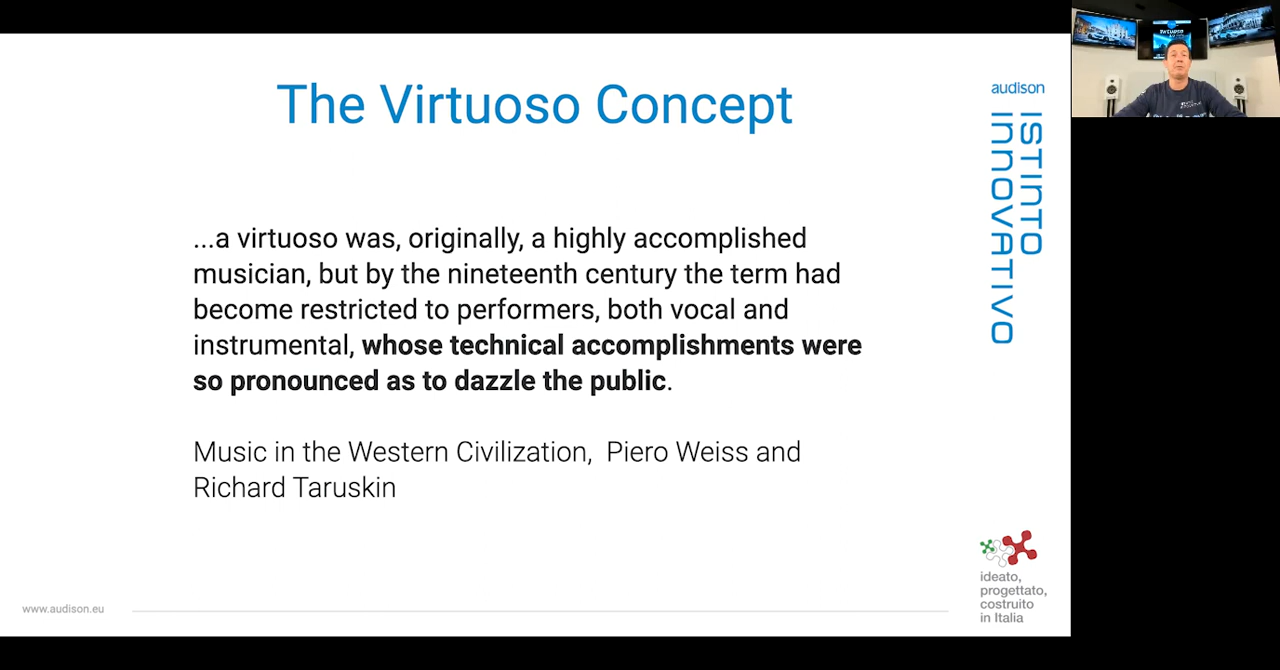 The Virtuoso Concept
...a virtuoso was, originally, a highly accomplished
musician, but by the nineteenth century the term had
become restricted to performers, both vocal and
instrumental, whose technical accomplishments were
so pronounced as to dazzle the public.
Music in the Western Civilization,  Piero Weiss and
Richard Taruskin
audison
ISTINTO
INNOVATIVO
ideato,
progettato,
costruito
in Italia
www.audison.eu